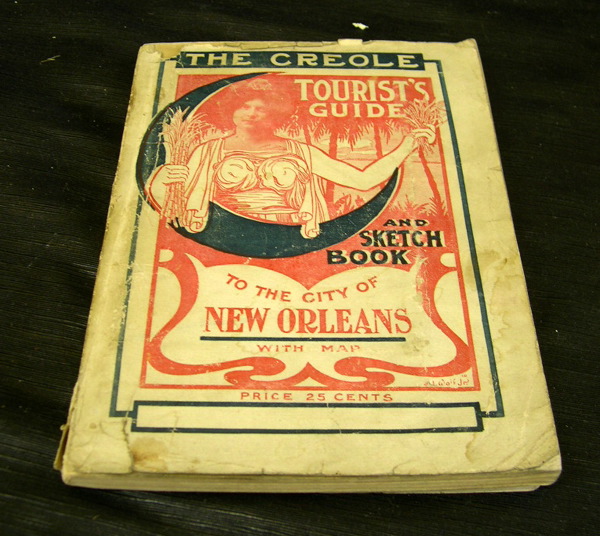 THE CREOLE
TOURIST'S
GUIDE
AND
SKETCH
BOOK
TO THE CITY OF
NEW ORLEANS
WITH MAP
PRICE 25 CENTS